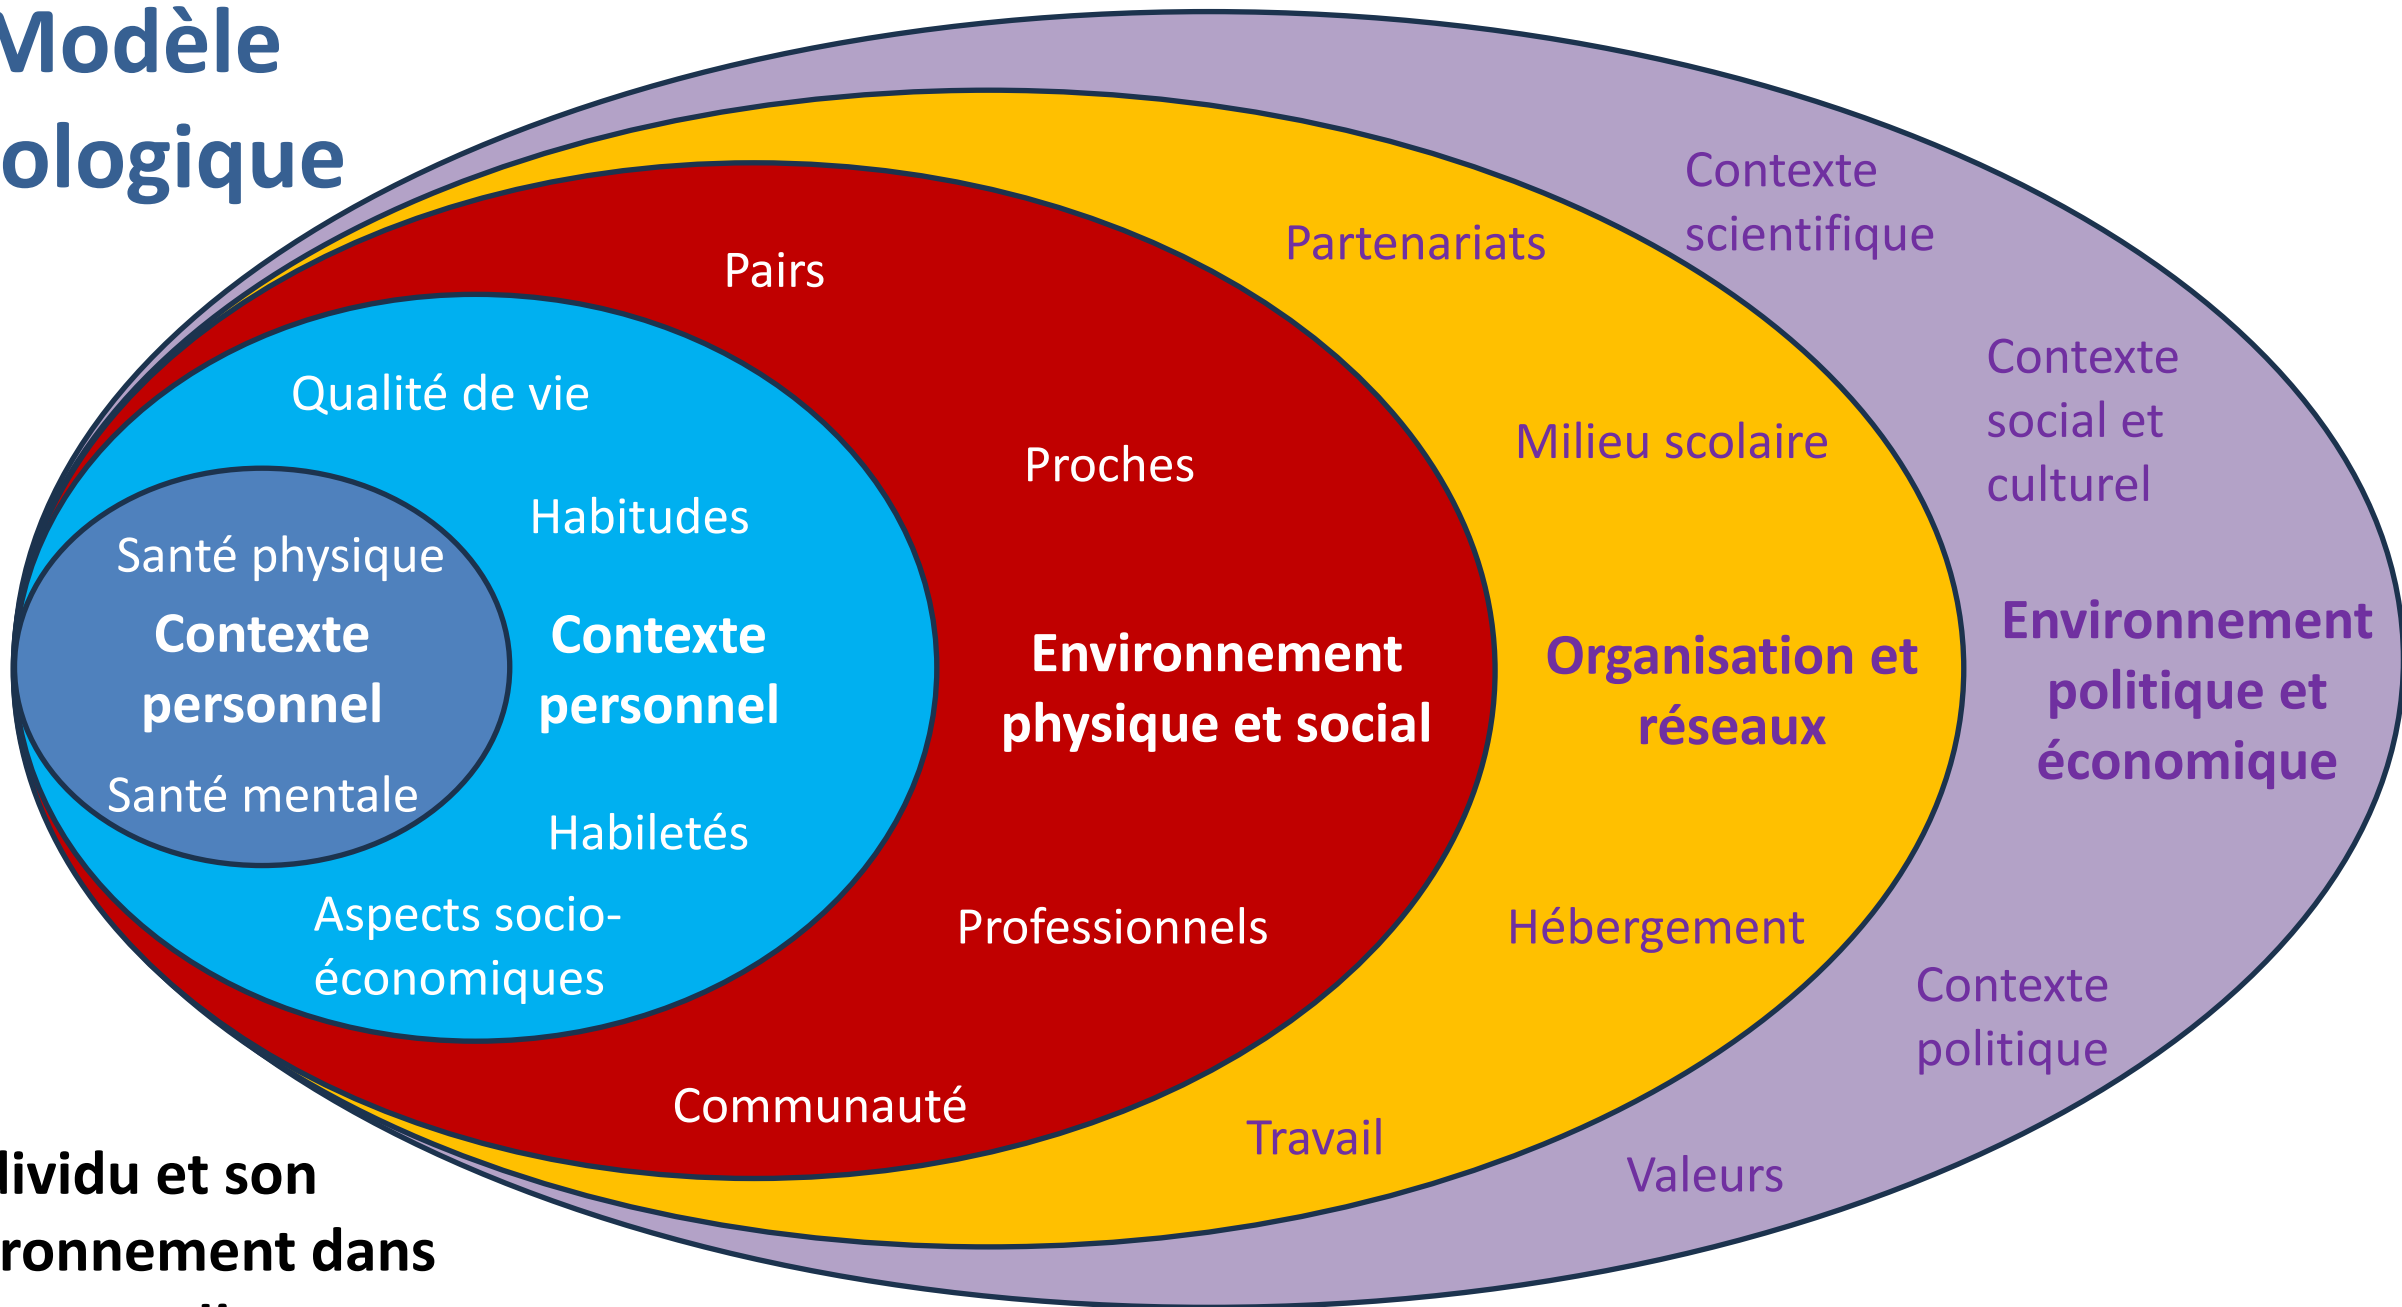 Modèle
ologique
Pairs
Partenariats
Contexte
scientifique
Qualité de vie
Proches
Milieu scolaire
Contexte
social et
culturel
Habitudes
Santé physique
Contexte
personnel
Santé mentale
Contexte
personnel
Habiletés
Aspects socio-
économiques
Environnement
physique et social
Professionnels
Communauté
Organisation et
réseaux
Hébergement
Travail
Environnement
politique et
économique
Contexte
politique
Valeurs
dividu et son
ronnement dans